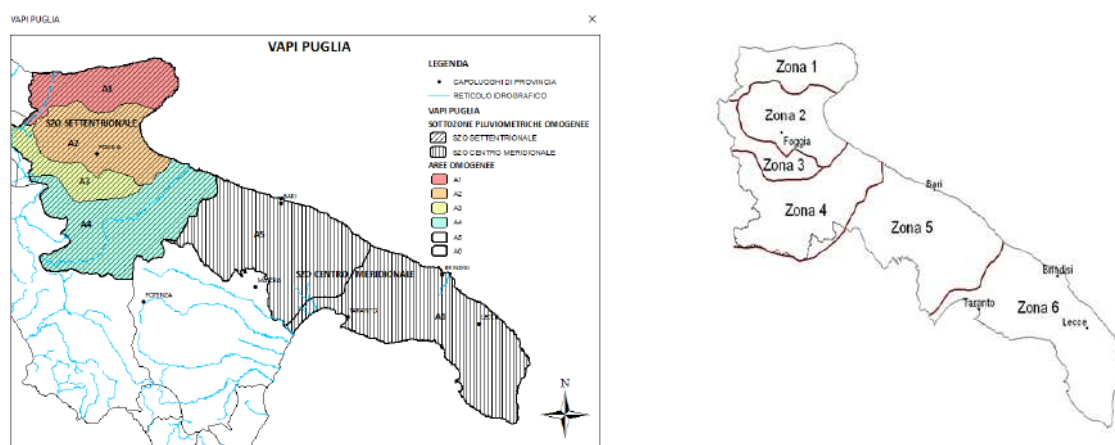 VAPI PUGLIA
VAPI PUGLIA
LEGENDA
CAPOLUOGHI DI PROVINCIA
RETICOLO IDROGRAFICO
VAPI PUGLIA
SOTTOZONE PLUVIOMETRICHE OMOGENEE
SZO SETTENTRIONALE
SZO CENTRO MERIDIONALE
AREE OMOGENEE
A1
A2
A3
A4
A5
A6
A1
SZO SETTENTRIONALE
A2
FOGGIA
A3
A4
BARI
A5
SZO CENTRO MERIDIONALE
BRINDISI
MATERA
POTENZA
TARANTO
LECCE
N
Zona 1
Zona 2
Foggia
Zona 3
Bari
Zona 4
Zona 5
Brindisi
Taranto
Zona 6
Lecce